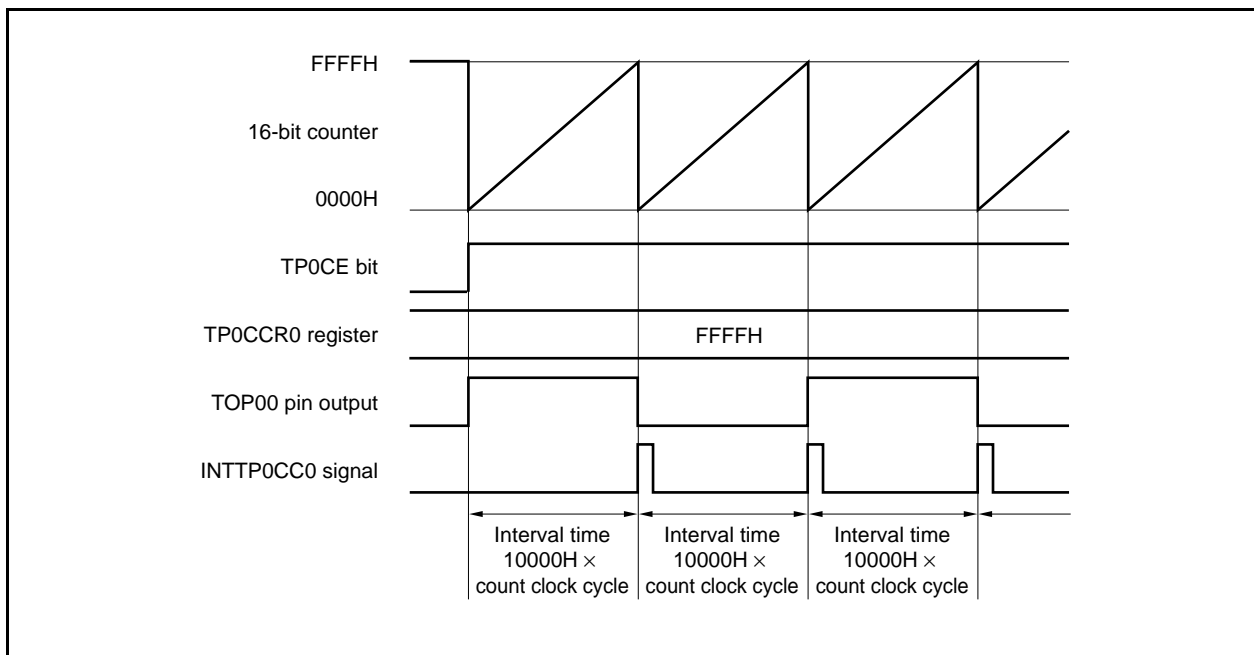 FFFFH
16-bit counter
0000H
TP0CE bit
TP0CCR0 register
FFFFH
TOP00 pin output
INTTP0CC0 signal
Interval time
10000H ×
count clock cycle
Interval time
10000H ×
count clock cycle
Interval time
10000H ×
count clock cycle